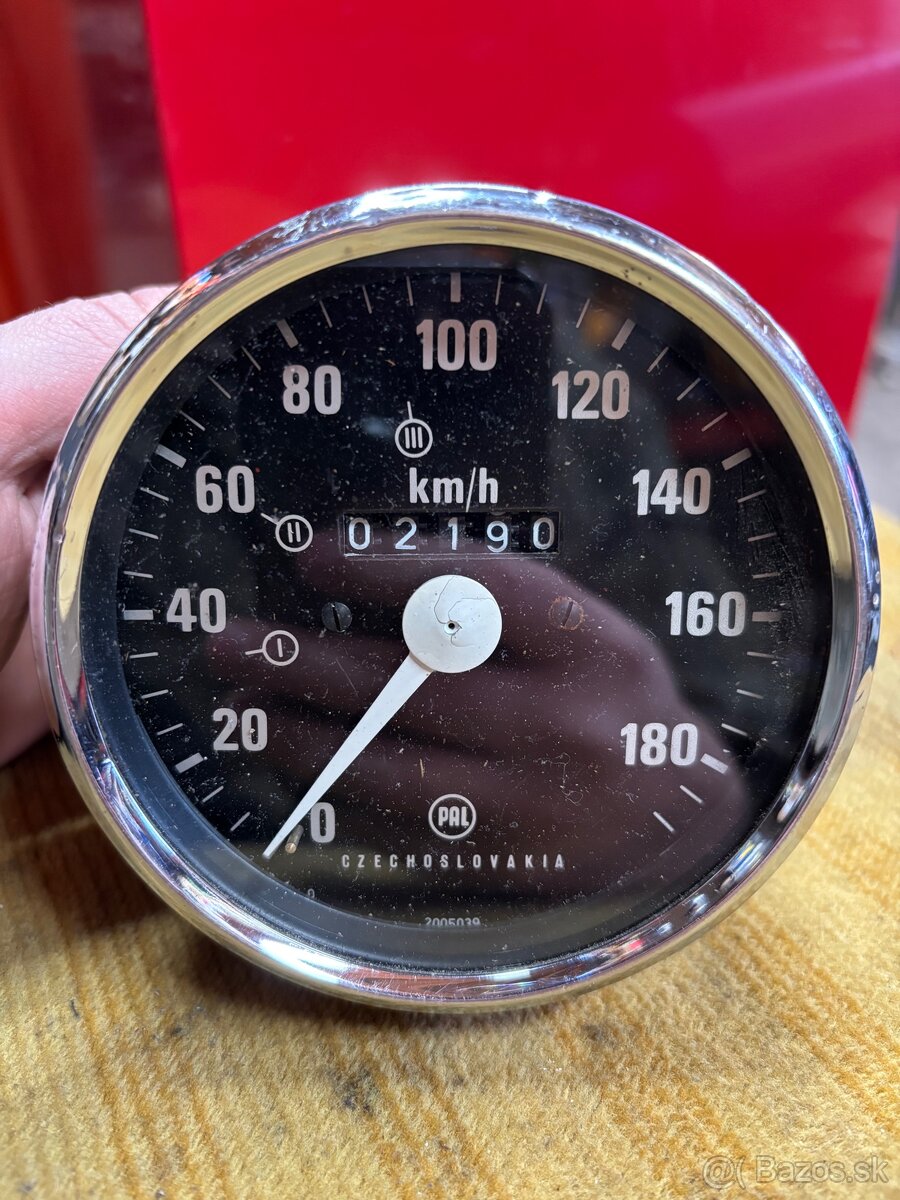 100
80
120
III
60
km/h
140
II
02190
40
160
I
20
180
0
PAL
CZECHOSLOVAKIA
2005039
@( Bazos.sk